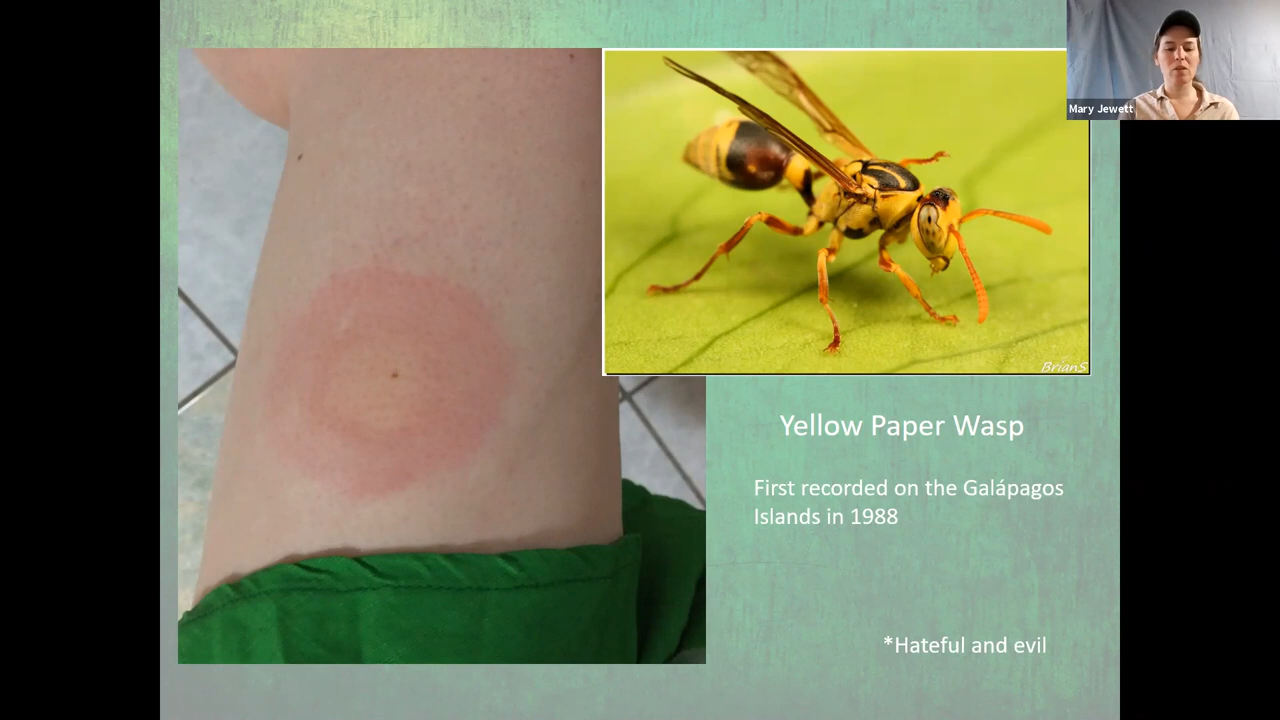 Mary Jewett
BrianS
Yellow Paper Wasp
First recorded on the Galápagos
Islands in 1988
*Hateful and evil